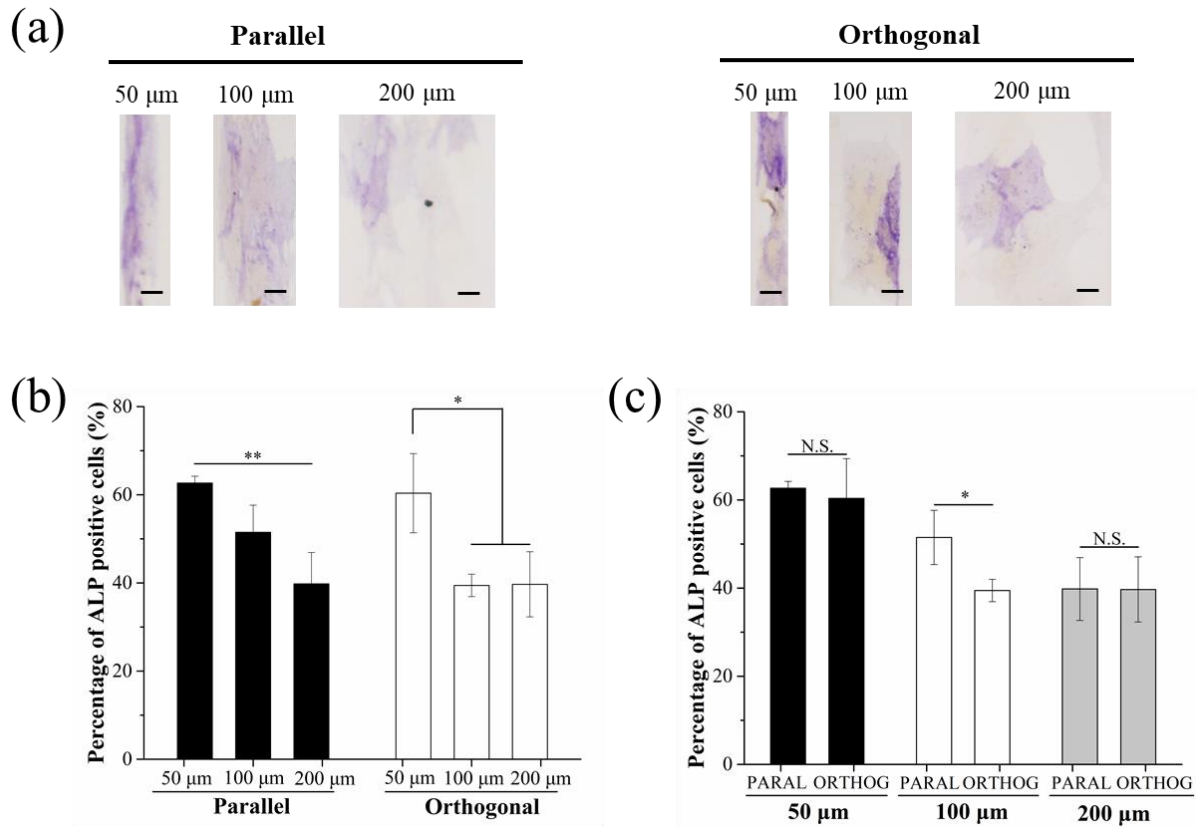 (a)
Parallel
Orthogonal
50 μm
100 μm
200 μm
50 μm
100 μm
200 μm
(b)
Percentage of ALP positive cells (%)
80
60
40
20
0
**
*
50 μm
100 μm
200 μm
50 μm
100 μm
200 μm
Parallel
Orthogonal
(c)
Percentage of ALP positive cells (%)
80
60
40
20
0
N.S.
*
N.S.
PARAL ORTHOG
PARAL ORTHOG
PARAL ORTHOG
50 μm
100 μm
200 μm